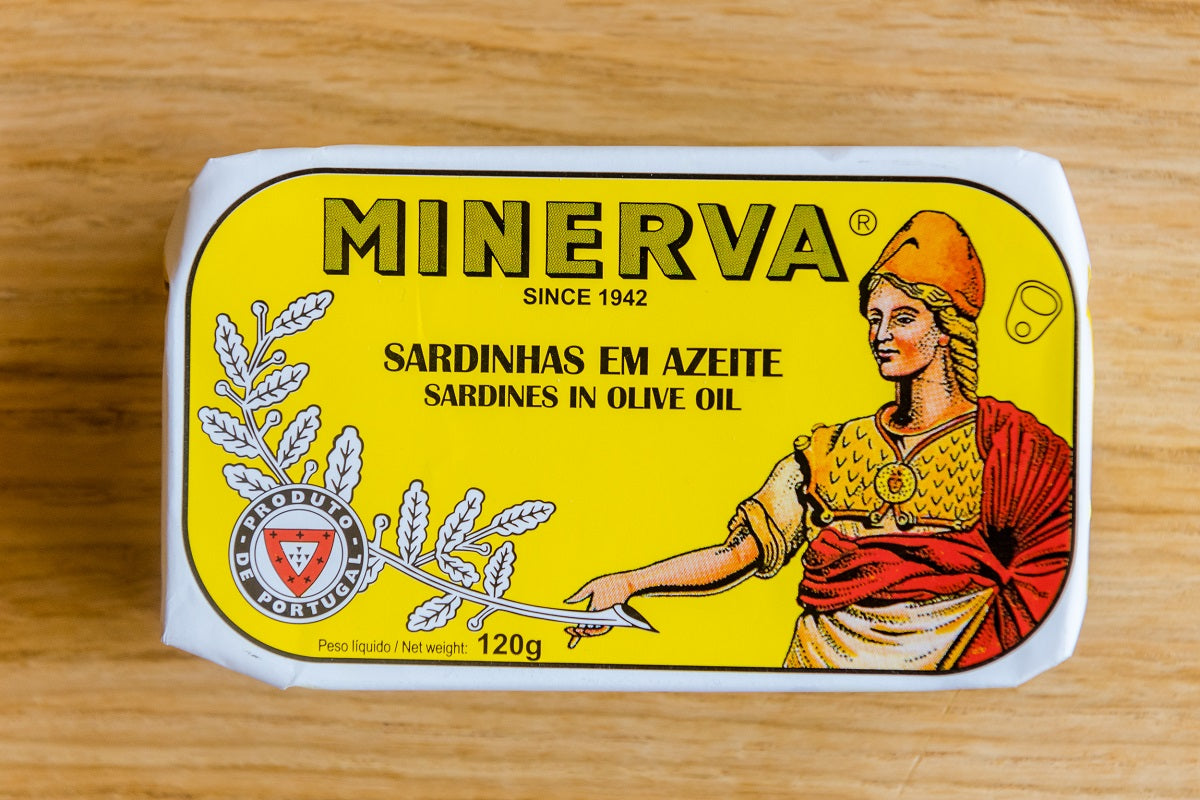 MINERVA®
SINCE 1942
SARDINHAS EM AZEITE
SARDINES IN OLIVE OIL
PRODUTO
DE PORTUGAL
Peso líquido / Net weight: 120g